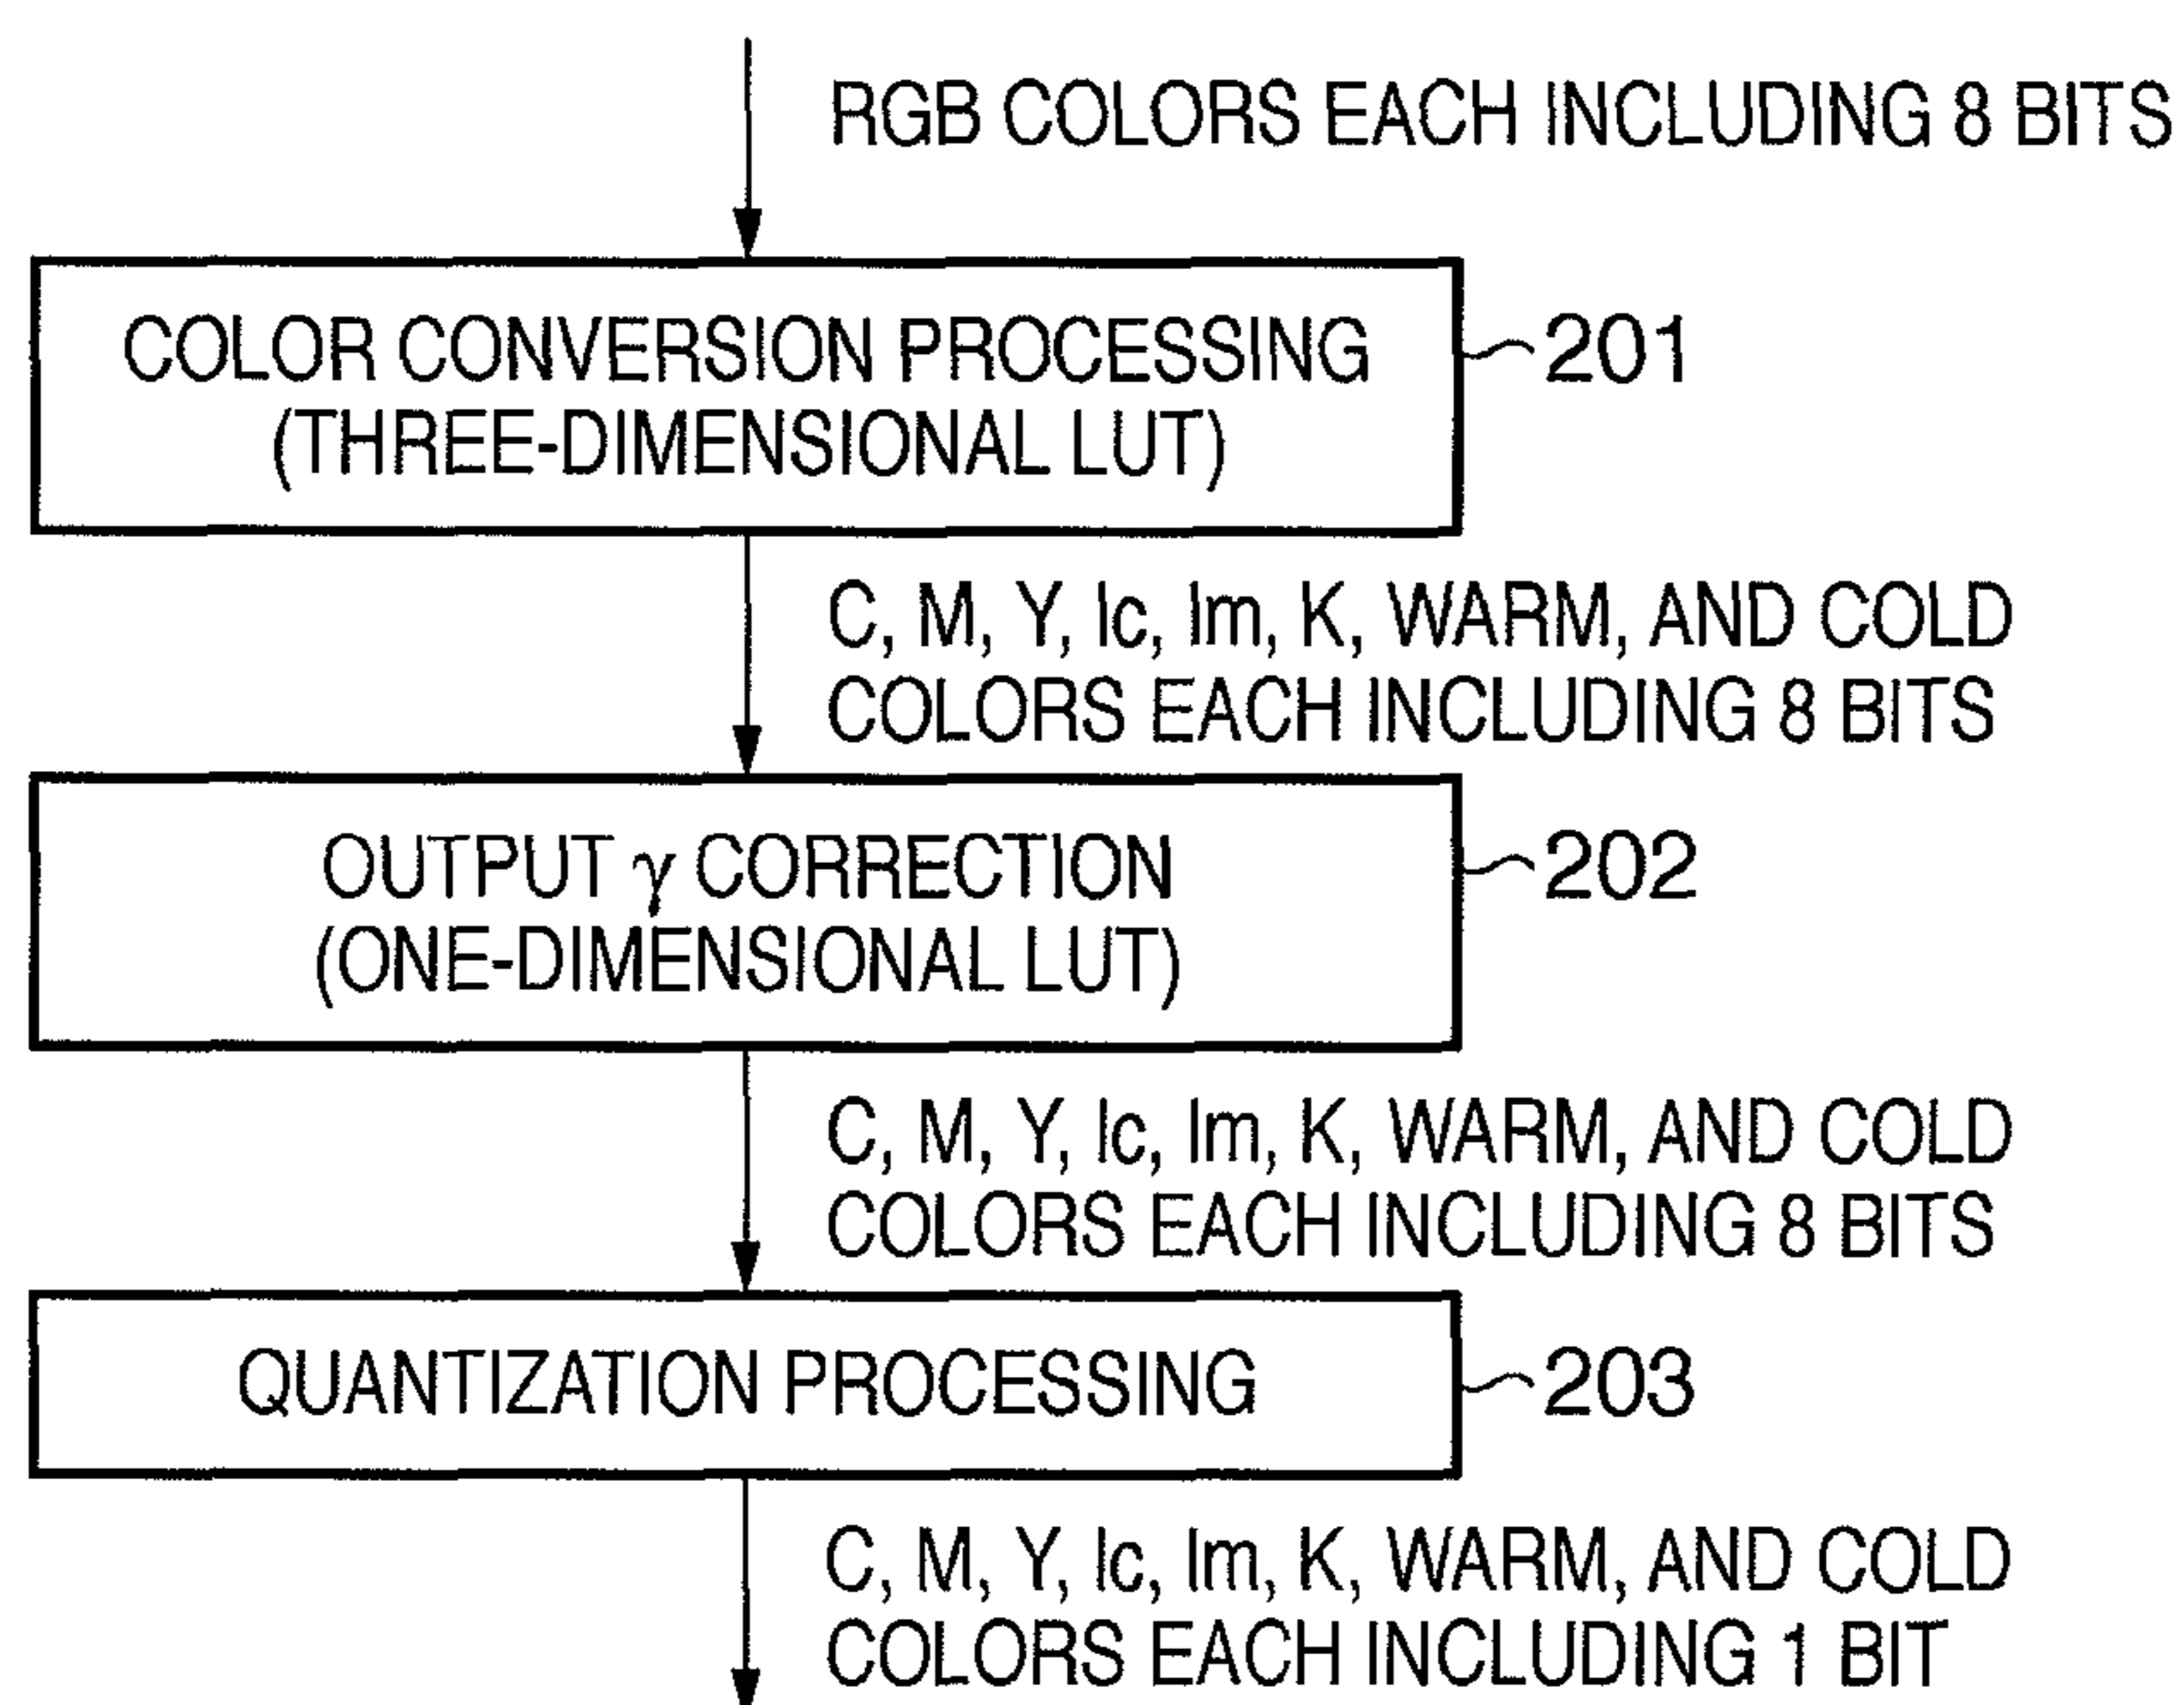 RGB COLORS EACH INCLUDING 8 BITS
COLOR CONVERSION PROCESSING
(THREE-DIMENSIONAL LUT)
201
C, M, Y, lc, lm, K, WARM, AND COLD
COLORS EACH INCLUDING 8 BITS
OUTPUT γ CORRECTION
(ONE-DIMENSIONAL LUT)
202
C, M, Y, lc, lm, K, WARM, AND COLD
COLORS EACH INCLUDING 8 BITS
QUANTIZATION PROCESSING
203
C, M, Y, lc, lm, K, WARM, AND COLD
COLORS EACH INCLUDING 1 BIT